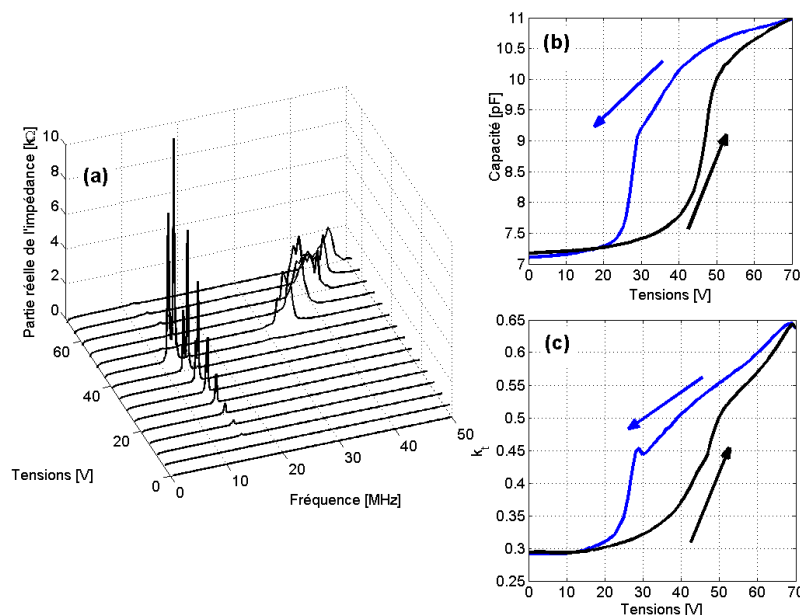 (a)
Partie réelle de l'impédance [kΩ]
10
8
6
4
2
0
60
40
20
0
Tensions [V]
0
10
20
30
40
50
Fréquence [MHz]
(b)
Capacité [pF]
11
10.5
10
9.5
9
8.5
8
7.5
7
0 10 20 30 40 50 60 70
Tensions [V]
(c)
k_t
0.65
0.6
0.55
0.5
0.45
0.4
0.35
0.3
0.25
0 10 20 30 40 50 60 70
Tensions [V]